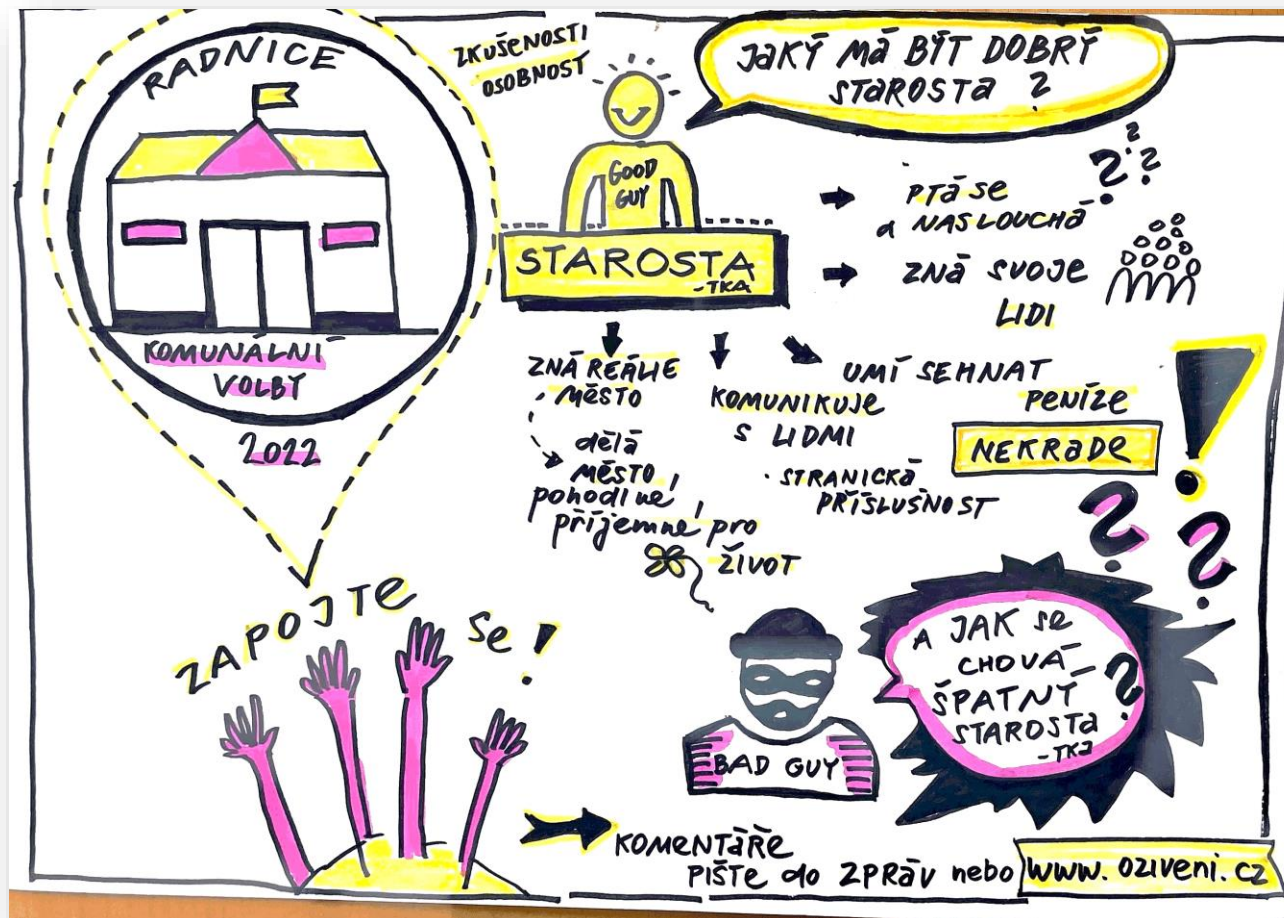 RADNICE
KOMUNÁLNÍ
VOLBY
2022
ZKUŠENOSTI
OSOBNOST
JAKÝ MÁ BÝT DOBRÝ
STAROSTA ?
GOOD
GUY
STAROSTA
-TKA
PTÁ SE
a NASLOUCHÁ
? ? ? ?
ZNÁ SVOJE
LIDI
ZNÁ REÁLIE
MĚSTO
dělá
MĚSTO,
pohodlné,
příjemné, pro
ŽIVOT
KOMUNIKUJE
S LIDMI
· STRANICKÁ
PŘÍSLUŠNOST
UMÍ SEHNAT
PENÍZE
NEKRADE
!
? ?
ZAPOJTE
SE !
BAD GUY
A JAK SE
CHOVÁ
ŠPATNÝ ?
STAROSTA
-TKA
KOMENTÁŘE
PIŠTE do ZPRÁV nebo www.oziveni.cz